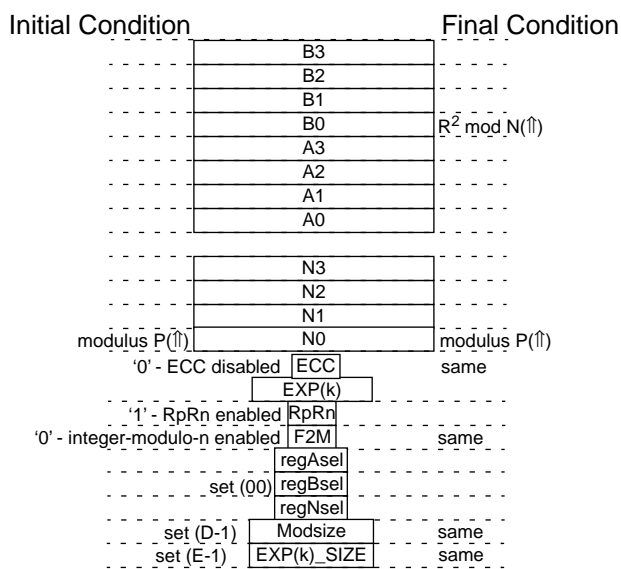 Initial Condition Final Condition
B3
B2
B1
B0 R2 mod N(⇑)
A3
A2
A1
A0
N3
N2
N1
modulus P(⇑) N0 modulus P(⇑)
‘0’ - ECC disabled ECC same
EXP(k)
‘1’ - RpRn enabled RpRn
‘0’ - integer-modulo-n enabled F2M same
regAsel
set (00) regBsel
regNsel
set (D-1) Modsize same
set (E-1) EXP(k)_SIZE same